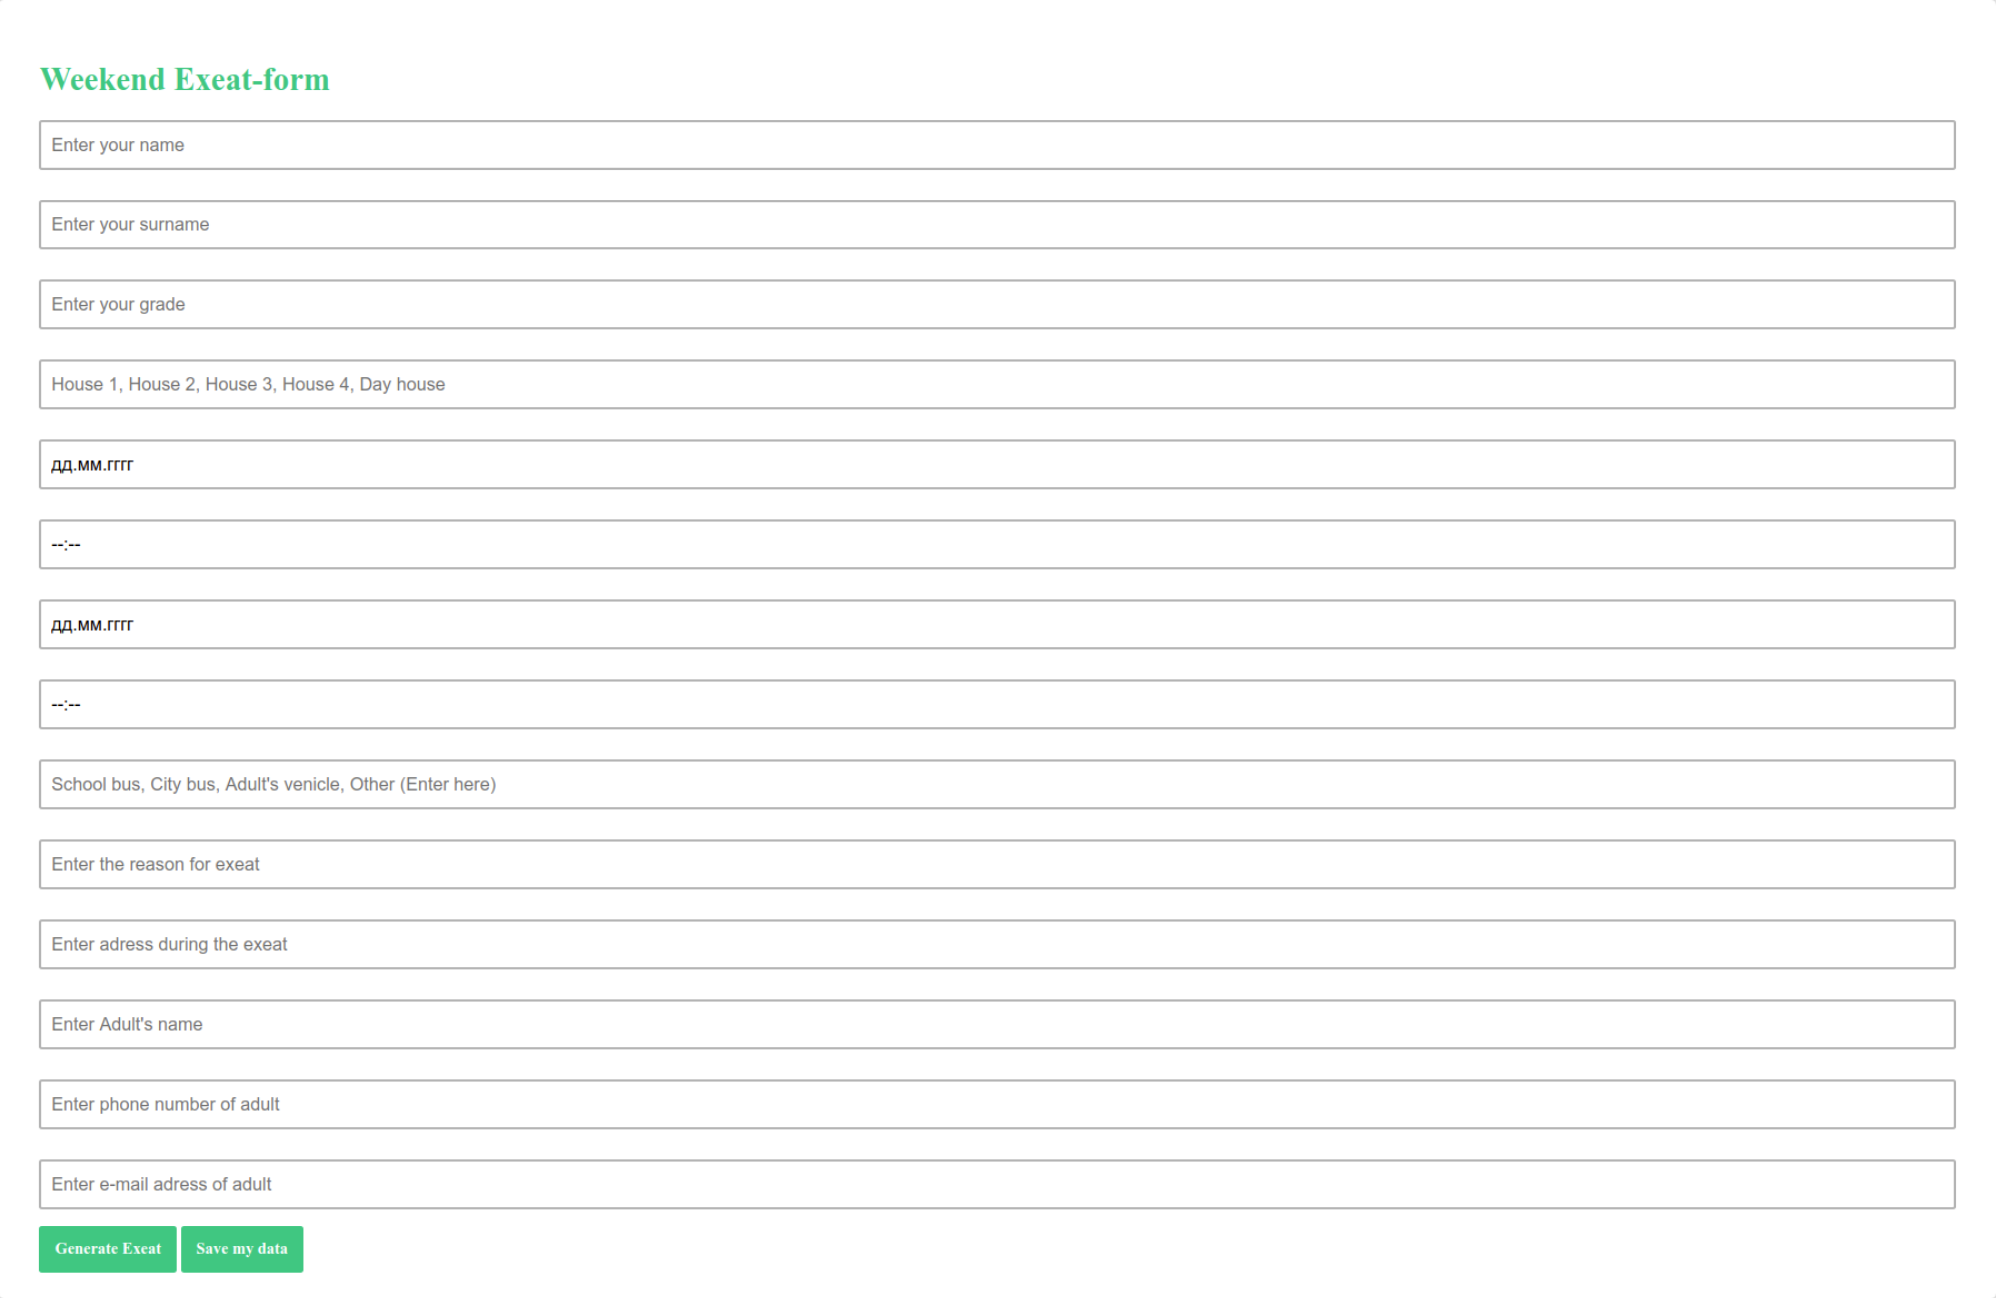 Weekend Exeat-form
Enter your name
Enter your surname
Enter your grade
House 1, House 2, House 3, House 4, Day house
дд.мм.гггг
--:--
дд.мм.гггг
--:--
School bus, City bus, Adult's venicle, Other (Enter here)
Enter the reason for exeat
Enter adress during the exeat
Enter Adult's name
Enter phone number of adult
Enter e-mail adress of adult
Generate Exeat Save my data